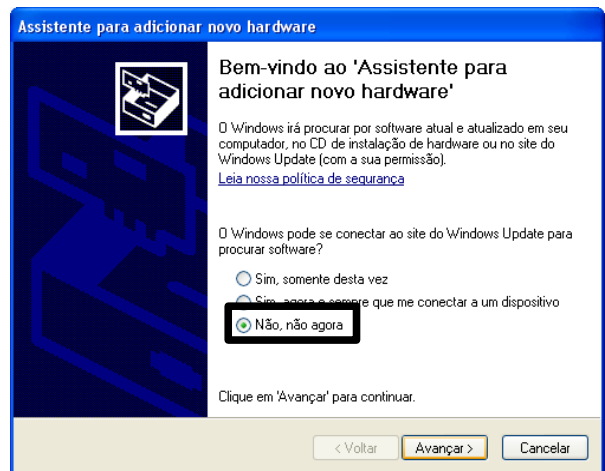 Assistente para adicionar novo hardware
Bem-vindo ao 'Assistente para
adicionar novo hardware'
O Windows irá procurar por software atual e atualizado em seu
computador, no CD de instalação de hardware ou no site do
Windows Update (com a sua permissão).
Leia nossa política de segurança
O Windows pode se conectar ao site do Windows Update para
procurar software?
Sim, somente desta vez
Sim, agora e sempre que me conectar a um dispositivo
Não, não agora
Clique em 'Avançar' para continuar.
< Voltar Avançar > Cancelar